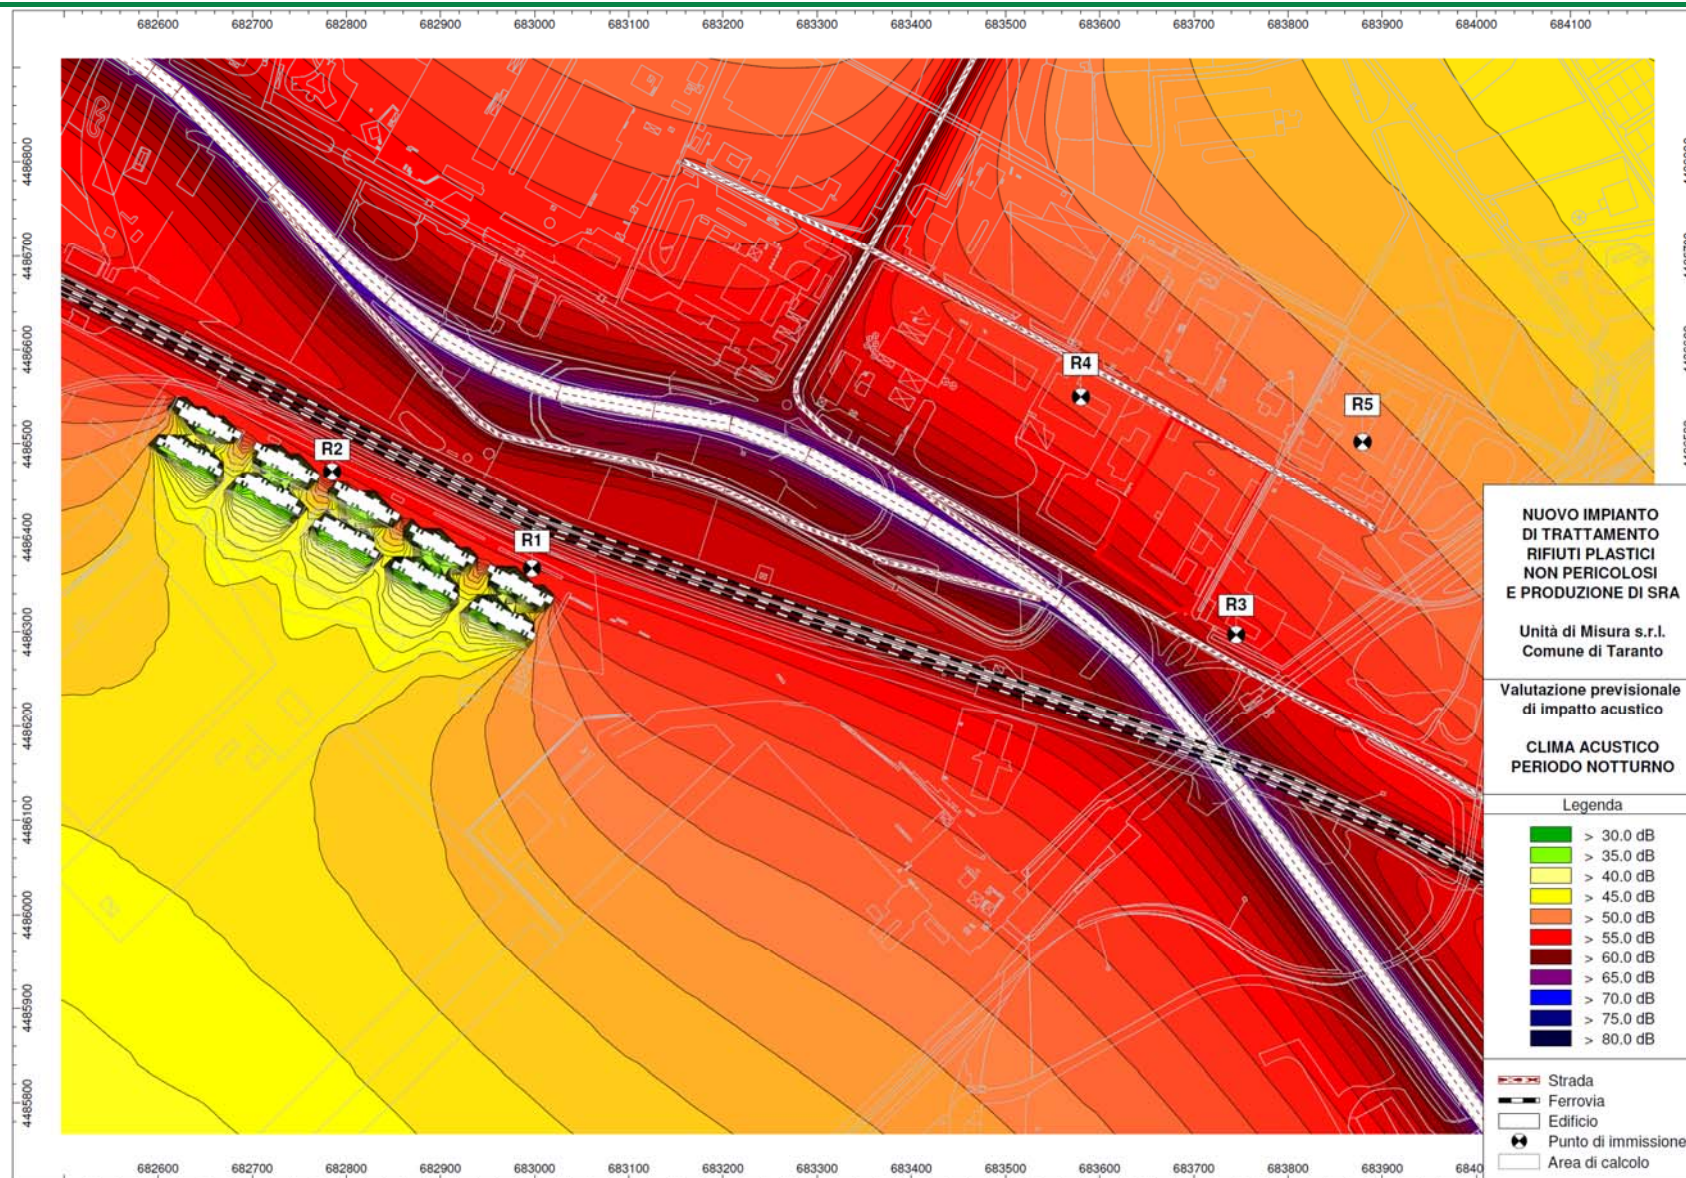 682600 682700 682800 682900 683000 683100 683200 683300 683400 683500 683600 683700 683800 683900 684000 684100
4486800
4486700
4486600
4486500
4486400
4486300
4486200
4486100
4486000
4485900
4485800
R4
R5
R2
R1
R3
NUOVO IMPIANTO
DI TRATTAMENTO
RIFIUTI PLASTICI
NON PERICOLOSI
E PRODUZIONE DI SRA
Unità di Misura s.r.l.
Comune di Taranto
Valutazione previsionale
di impatto acustico
CLIMA ACUSTICO
PERIODO NOTTURNO
Legenda
> 30.0 dB
> 35.0 dB
> 40.0 dB
> 45.0 dB
> 50.0 dB
> 55.0 dB
> 60.0 dB
> 65.0 dB
> 70.0 dB
> 75.0 dB
> 80.0 dB
Strada
Ferrovia
Edificio
Punto di immissione
Area di calcolo
682600 682700 682800 682900 683000 683100 683200 683300 683400 683500 683600 683700 683800 683900